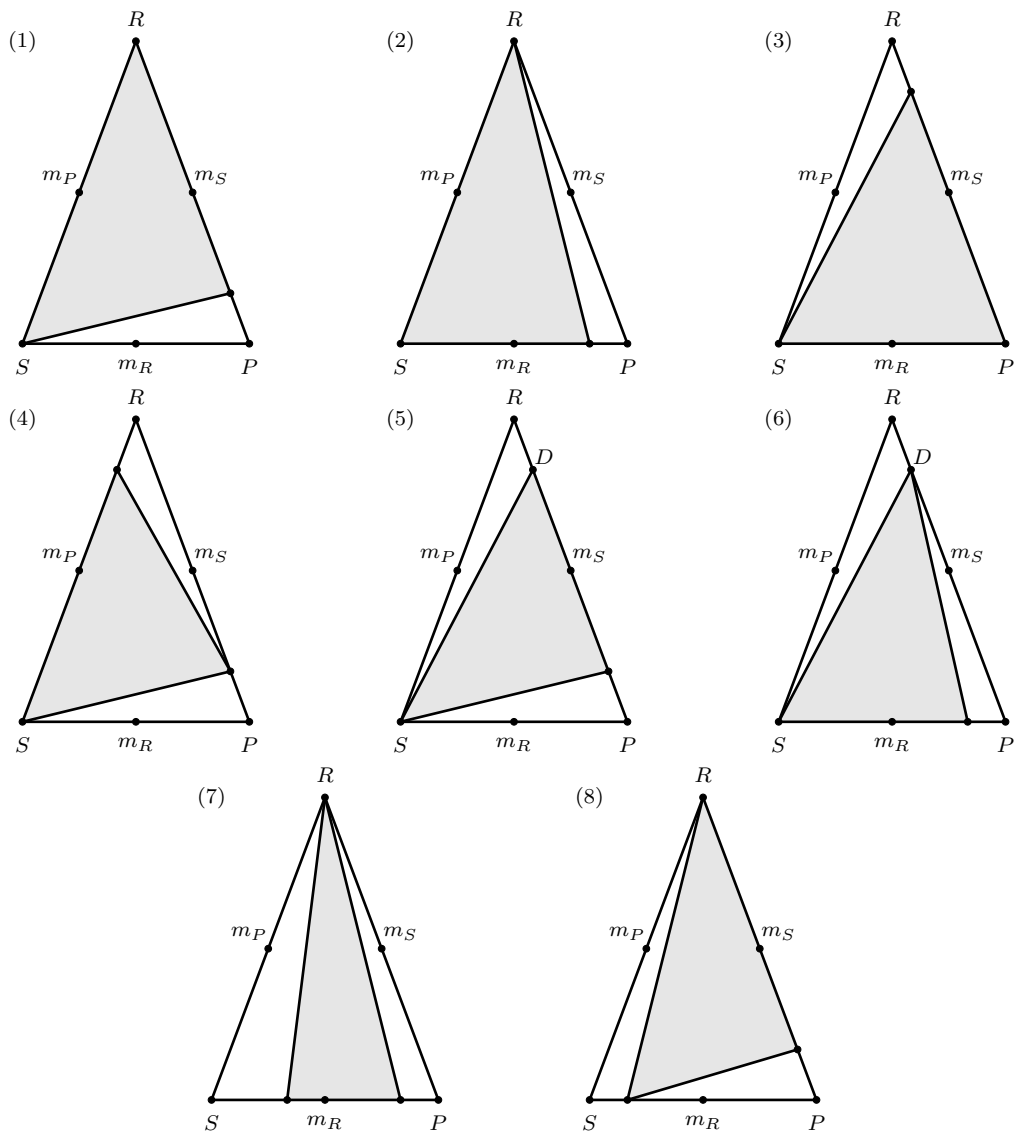 R R R
(1) (2) (3)
m_P m_S m_P m_S m_P m_S
S m_R P S m_R P S m_R P
R R R
(4) (5) (6)
D D
m_P m_S m_P m_S m_P m_S
S m_R P S m_R P S m_R P
R R
(7) (8)
m_P m_S m_P m_S
S m_R P S m_R P